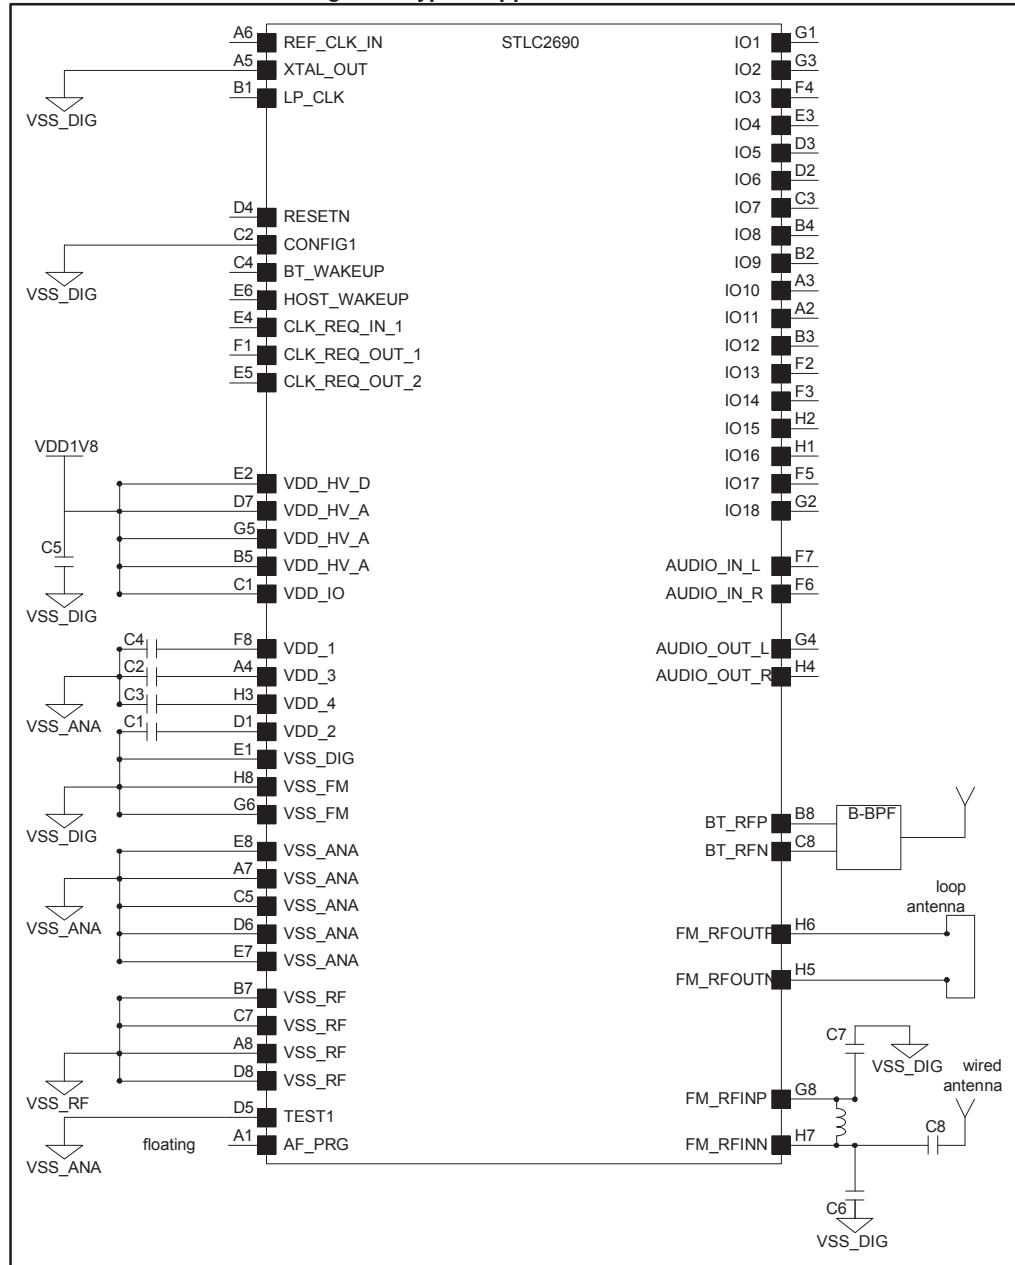 A6 REF_CLK_IN STLC2690 IO1 G1
A5 XTAL_OUT IO2 G3
B1 LP_CLK IO3 F4
VSS_DIG
IO4 E3
IO5 D3
IO6 D2
D4 RESETN IO7 C3
C2 CONFIG1 IO8 B4
C4 BT_WAKEUP IO9 B2
VSS_DIG
E6 HOST_WAKEUP IO10 A3
E4 CLK_REQ_IN_1 IO11 A2
F1 CLK_REQ_OUT_1 IO12 B3
E5 CLK_REQ_OUT_2 IO13 F2
IO14 F3
IO15 H2
VDD1V8 IO16 H1
E2 VDD_HV_D IO17 F5
D7 VDD_HV_A IO18 G2
G5 VDD_HV_A
C5
B5 VDD_HV_A AUDIO_IN_L F7
C1 VDD_IO AUDIO_IN_R F6
VSS_DIG
C4 F8 VDD_1 AUDIO_OUT_L G4
C2 A4 VDD_3 AUDIO_OUT_R H4
C3 H3 VDD_4
VSS_ANA
C1 D1 VDD_2
E1 VSS_DIG
H8 VSS_FM
G6 VSS_FM
VSS_DIG
BT_RFP B8 B-BPF
E8 VSS_ANA BT_RFN C8
A7 VSS_ANA
C5 VSS_ANA
VSS_ANA
loop
antenna
D6 VSS_ANA FM_RFOUTP H6
E7 VSS_ANA
FM_RFOUTN H5
B7 VSS_RF
C7 VSS_RF
C7
A8 VSS_RF
VSS_DIG
D8 VSS_RF
VSS_RF
wired
antenna
FM_RFINP G8
D5 TEST1
floating A1 AF_PRG FM_RFINN H7 C8
VSS_ANA
C6
VSS_DIG